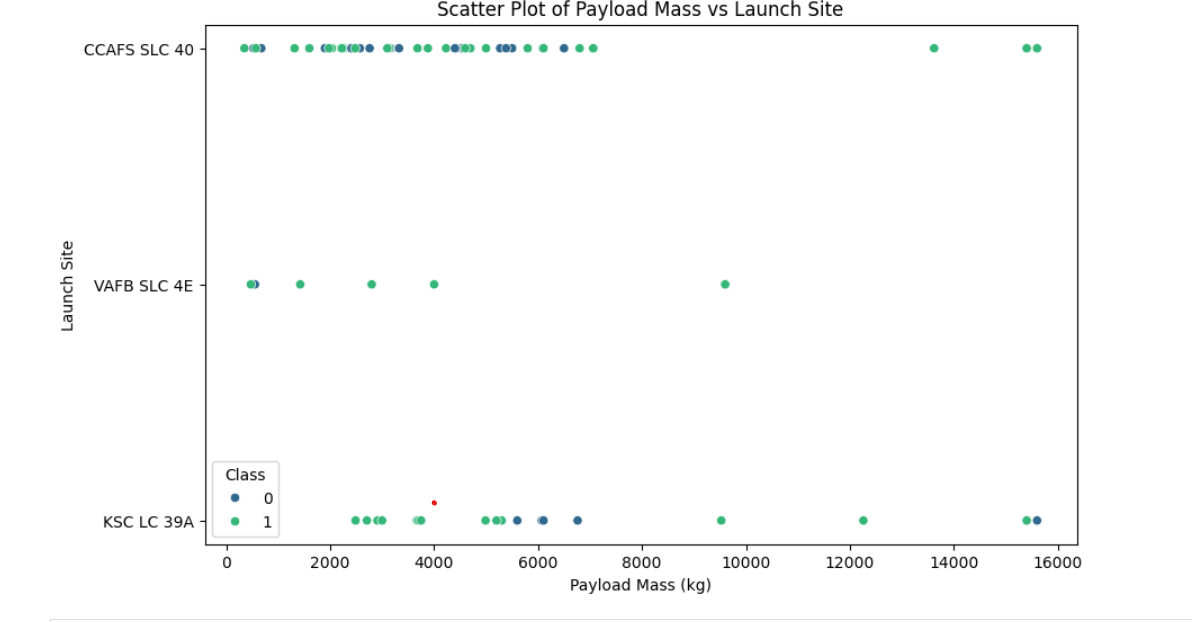 Scatter Plot of Payload Mass vs Launch Site
CCAFS SLC 40
VAFB SLC 4E
KSC LC 39A
Launch Site
Class
0
1
0 2000 4000 6000 8000 10000 12000 14000 16000
Payload Mass (kg)